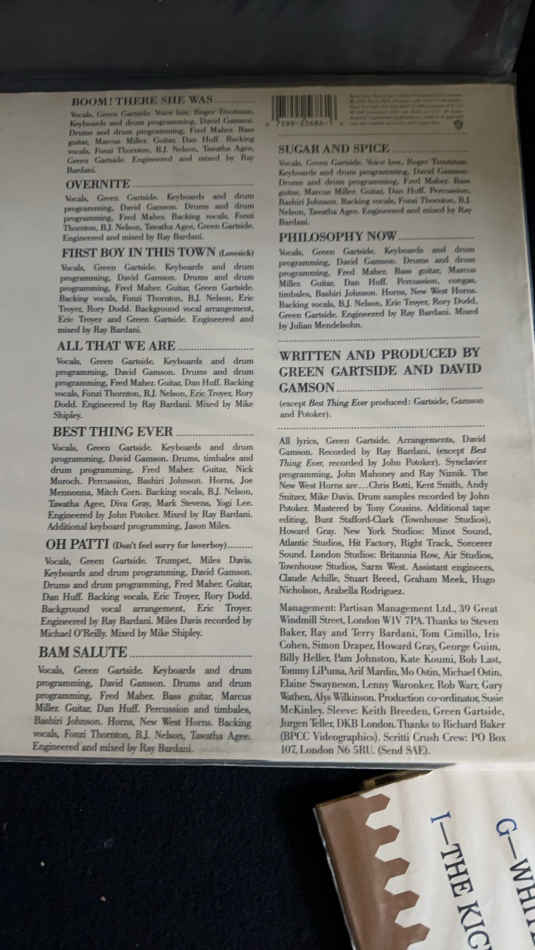 BOOM! THERE SHE WAS
Vocals, Green Gartside. Voice box, Roger Troutman.
Keyboards and drum programming, David Gamson.
Drums and drum programming, Fred Maher. Bass
guitar, Marcus Miller. Guitar, Dan Huff. Backing
vocals, Fonzi Thornton, B.J. Nelson, Tawatha Agee,
Green Gartside. Engineered and mixed by Ray
Bardani.
OVERNITE
Vocals, Green Gartside. Keyboards and drum
programming, David Gamson. Drums and drum
programming, Fred Maher. Backing vocals, Fonzi
Thornton, B.J. Nelson, Tawatha Agee, Green Gartside.
Engineered and mixed by Ray Bardani.
FIRST BOY IN THIS TOWN (Lovesick)
Vocals, Green Gartside. Keyboards and drum
programming, David Gamson. Drums and drum
programming, Fred Maher. Guitar, Green Gartside.
Backing vocals, Fonzi Thornton, B.J. Nelson, Eric
Troyer, Rory Dodd. Background vocal arrangement,
Eric Troyer and Green Gartside. Engineered and
mixed by Ray Bardani.
ALL THAT WE ARE
Vocals, Green Gartside. Keyboards and drum
programming, David Gamson. Drums and drum
programming, Fred Maher. Guitar, Dan Huff. Backing
vocals, Fonzi Thornton, B.J. Nelson, Eric Troyer, Rory
Dodd. Engineered by Ray Bardani. Mixed by Mike
Shipley.
BEST THING EVER
Vocals, Green Gartside. Keyboards and drum
programming, David Gamson. Drums, timbales and
drum programming, Fred Maher. Guitar, Nick
Moroch. Percussion, Bashiri Johnson. Horns, Joe
Mennonna, Mitch Corn. Backing vocals, B.J. Nelson,
Tawatha Agee, Diva Gray, Mark Stevens, Yogi Lee.
Engineered by John Potoker. Mixed by Ray Bardani.
Additional keyboard programming, Jason Miles.
OH PATTI (Don't feel sorry for loverboy)
Vocals, Green Gartside. Trumpet, Miles Davis.
Keyboards and drum programming, David Gamson.
Drums and drum programming, Fred Maher. Guitar,
Dan Huff. Backing vocals, Eric Troyer, Rory Dodd.
Background vocal arrangement, Eric Troyer.
Engineered by Ray Bardani. Miles Davis recorded by
Michael O'Reilly. Mixed by Mike Shipley.
BAM SALUTE
Vocals, Green Gartside. Keyboards and drum
programming, David Gamson. Drums and drum
programming, Fred Maher. Bass guitar, Marcus
Miller. Guitar, Dan Huff. Percussion and timbales,
Bashiri Johnson. Horns, New West Horns. Backing
vocals, Fonzi Thornton, B.J. Nelson, Tawatha Agee.
Engineered and mixed by Ray Bardani.
SUGAR AND SPICE
Vocals, Green Gartside. Voice box, Roger Troutman.
Keyboards and drum programming, David Gamson.
Drums and drum programming, Fred Maher. Bass
guitar, Marcus Miller. Guitar, Dan Huff. Percussion,
Bashiri Johnson. Backing vocals, Fonzi Thornton, B.J.
Nelson, Tawatha Agee. Engineered and mixed by Ray
Bardani.
PHILOSOPHY NOW
Vocals, Green Gartside. Keyboards and drum
programming, David Gamson. Drums and drum
programming, Fred Maher. Bass guitar, Marcus
Miller. Guitar, Dan Huff. Percussion, congas,
timbales, Bashiri Johnson. Horns, New West Horns.
Backing vocals, B.J. Nelson, Eric Troyer, Rory Dodd,
Green Gartside. Engineered by Ray Bardani. Mixed
by Julian Mendelsohn.
WRITTEN AND PRODUCED BY
GREEN GARTSIDE AND DAVID
GAMSON
(except Best Thing Ever produced: Gartside, Gamson
and Potoker).
All lyrics, Green Gartside. Arrangements, David
Gamson. Recorded by Ray Bardani, (except Best
Thing Ever, recorded by John Potoker). Synclavier
programming, John Mahoney and Ray Niznik. The
New West Horns are...Chris Botti, Kent Smith, Andy
Snitzer, Mike Davis. Drum samples recorded by John
Potoker. Mastered by Tony Cousins. Additional tape
editing, Bunt Stafford-Clark (Townhouse Studios),
Howard Gray. New York Studios: Minot Sound,
Atlantic Studios, Hit Factory, Right Track, Sorcerer
Sound. London Studios: Britannia Row, Air Studios,
Townhouse Studios, Sarm West. Assistant engineers,
Claude Achille, Stuart Breed, Graham Meek, Hugo
Nicholson, Arabella Rodriguez.
Management: Partisan Management Ltd., 39 Great
Windmill Street, London W1V 7PA. Thanks to Steven
Baker, Ray and Terry Bardani, Tom Cimillo, Iris
Cohen, Simon Draper, Howard Gray, George Guim,
Billy Heller, Pam Johnston, Kate Koumi, Bob Last,
Tommy LiPuma, Arif Mardin, Mo Ostin, Michael Ostin,
Elaine Swayneson, Lenny Waronker, Rob Warr, Gary
Wathen, Alys Wilkinson. Production co-ordinator, Susie
McKinley. Sleeve: Keith Breeden, Green Gartside,
Jurgen Teller, DKB London. Thanks to Richard Baker
(BPCC Videographics). Scritti Crush Crew: PO Box
107, London N6 5RU. (Send SAE).
G—WHI
I—THE KIC